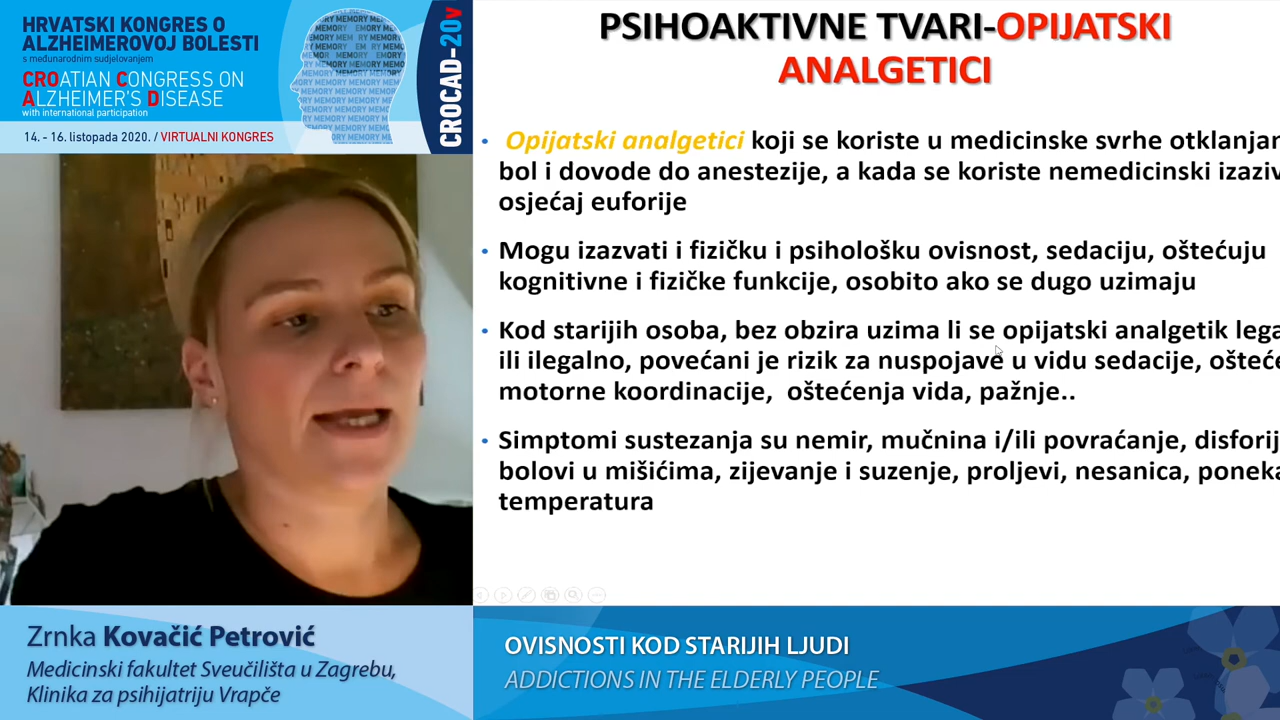 HRVATSKI KONGRES O
ALZHEIMEROVOJ BOLESTI
s međunarodnim sudjelovanjem
CROATIAN CONGRESS ON
ALZHEIMER'S DISEASE
with international participation
14. - 16. listopada 2020. / VIRTUALNI KONGRES
CROCAD-20v
PSIHOAKTIVNE TVARI-OPIJATSKI
ANALGETICI
• Opijatski analgetici koji se koriste u medicinske svrhe otklanjan
bol i dovode do anestezije, a kada se koriste nemedicinski izaziv
osjećaj euforije
• Mogu izazvati i fizičku i psihološku ovisnost, sedaciju, oštećuju
kognitivne i fizičke funkcije, osobito ako se dugo uzimaju
• Kod starijih osoba, bez obzira uzima li se opijatski analgetik lega
ili ilegalno, povećani je rizik za nuspojave u vidu sedacije, ošteće
motorne koordinacije, oštećenja vida, pažnje..
• Simptomi sustezanja su nemir, mučnina i/ili povraćanje, disforij
bolovi u mišićima, zijevanje i suzenje, proljevi, nesanica, poneka
temperatura
Zrnka Kovačić Petrović
Medicinski fakultet Sveučilišta u Zagrebu,
Klinika za psihijatriju Vrapče
OVISNOSTI KOD STARIJIH LJUDI
ADDICTIONS IN THE ELDERLY PEOPLE